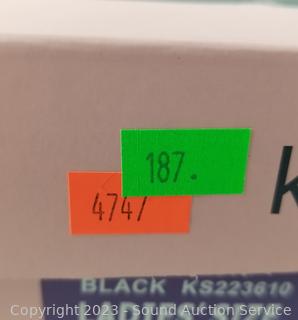 187.
4747
k
BLACK KS223610
Copyright 2023 - Sound Auction Service